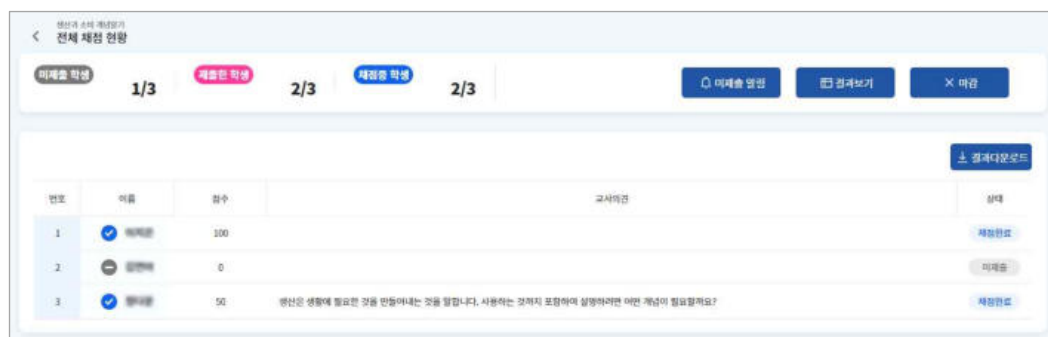 생산과 소비 개념알기
전체 채점 현황
미제출 학생 1/3 제출한 학생 2/3 채점중 학생 2/3 미제출 알림 결과보기 마감
결과다운로드
번호 이름 점수 교사의견 상태
1 100 채점완료
2 0 미제출
3 50 생산은 생활에 필요한 것을 만들어내는 것을 말합니다. 사용하는 것까지 포함하여 설명하려면 어떤 개념이 필요할까요? 채점완료